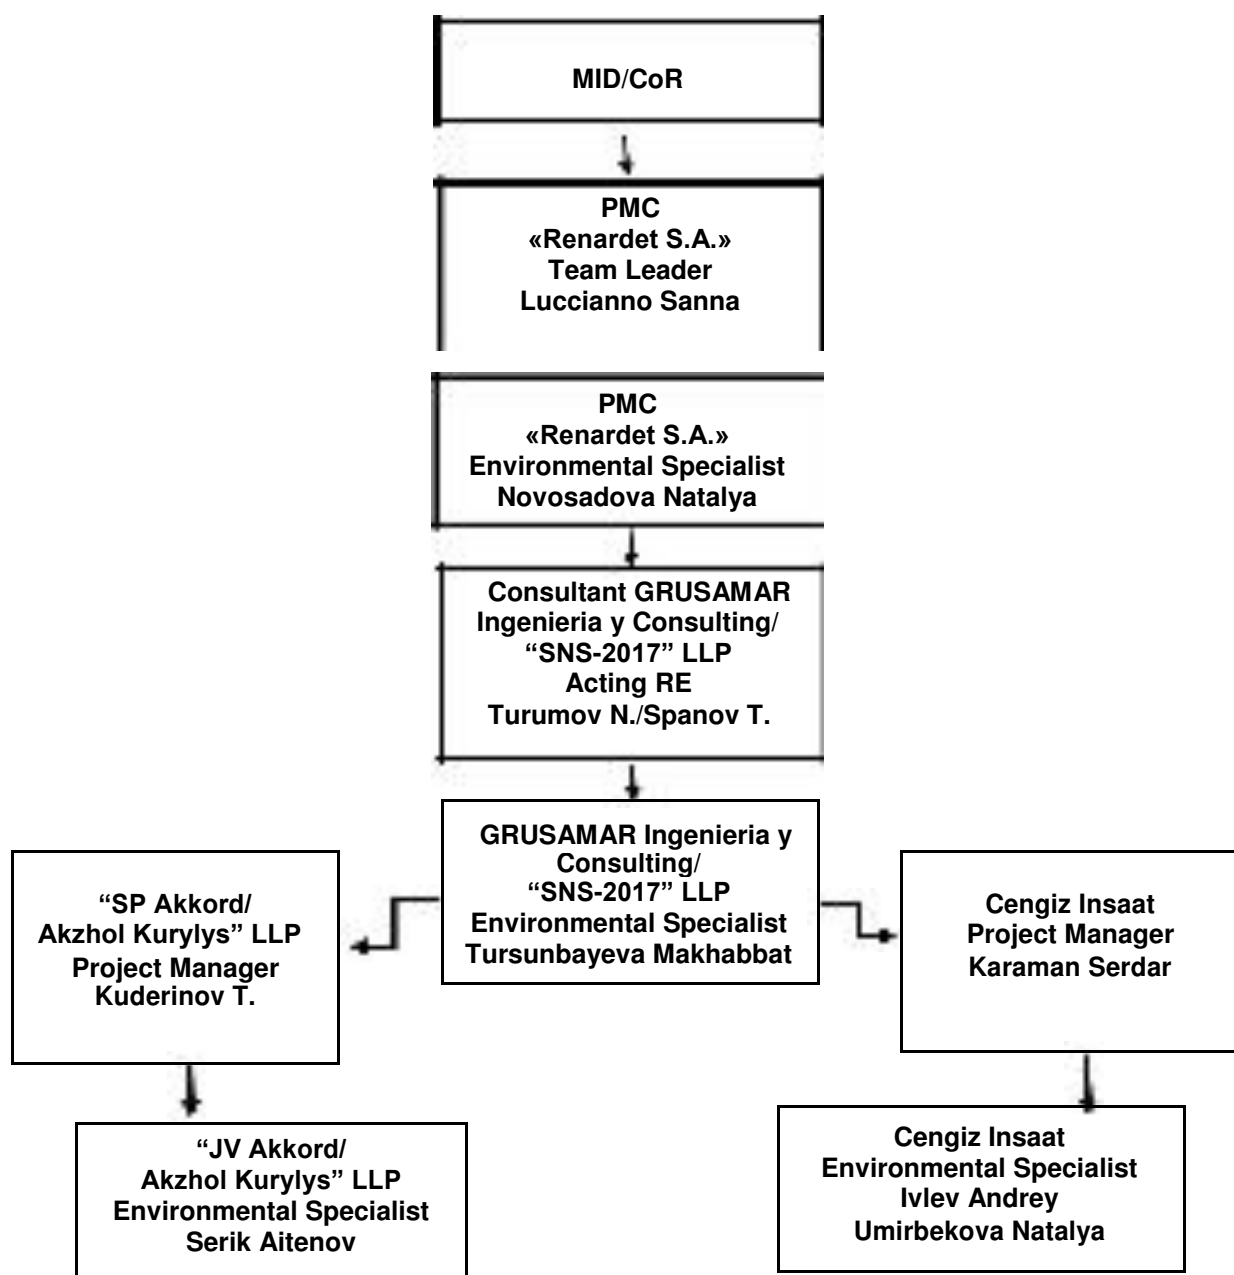 MID/CoR
PMC
«Renardet S.A.»
Team Leader
Luccianno Sanna
PMC
«Renardet S.A.»
Environmental Specialist
Novosadova Natalya
Consultant GRUSAMAR
Ingenieria y Consulting/
“SNS-2017” LLP
Acting RE
Turumov N./Spanov T.
GRUSAMAR Ingenieria y
Consulting/
“SNS-2017” LLP
Environmental Specialist
Tursunbayeva Makhabbat
“SP Akkord/
Akzhol Kurylys” LLP
Project Manager
Kuderinov T.
Cengiz Insaat
Project Manager
Karaman Serdar
“JV Akkord/
Akzhol Kurylys” LLP
Environmental Specialist
Serik Aitenov
Cengiz Insaat
Environmental Specialist
Ivlev Andrey
Umirbekova Natalya